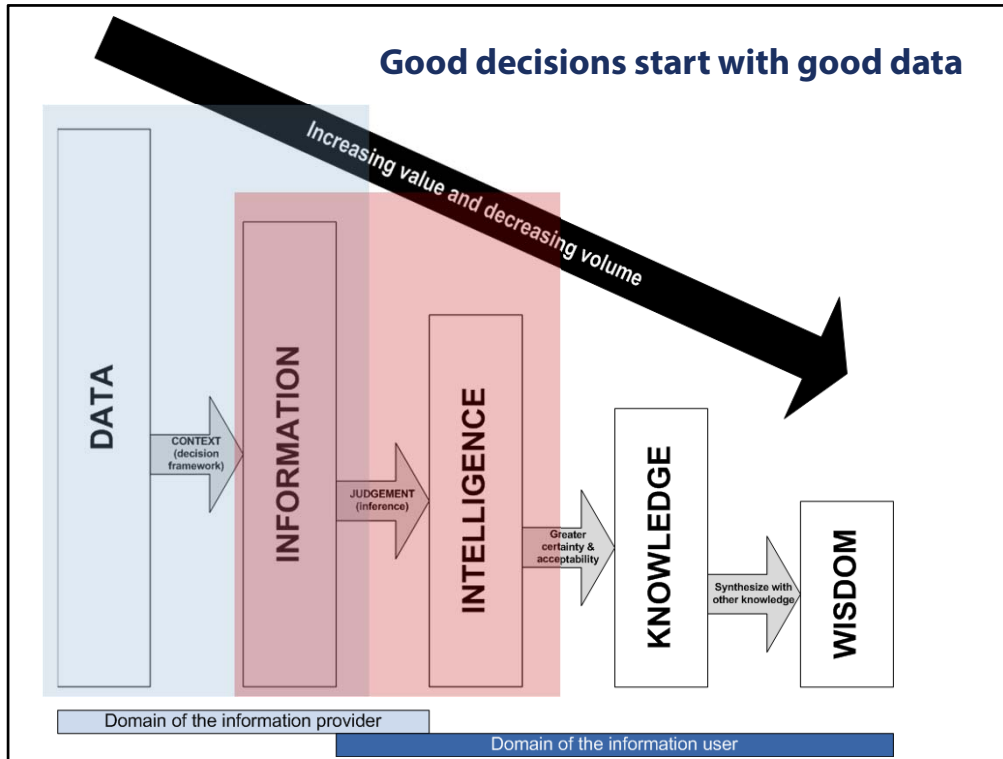 Good decisions start with good data
Increasing value and decreasing volume
DATA
CONTEXT
(decision
framework)
INFORMATION
JUDGEMENT
(inference)
INTELLIGENCE
Greater
certainty &
acceptability
KNOWLEDGE
Synthesize with
other knowledge
WISDOM
Domain of the information provider
Domain of the information user